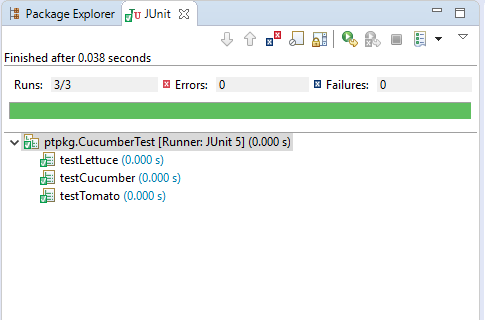 Package Explorer JUnit
Finished after 0.038 seconds
Runs: 3/3 Errors: 0 Failures: 0
ptpkg.CucumberTest [Runner: JUnit 5] (0.000 s)
testLettuce (0.000 s)
testCucumber (0.000 s)
testTomato (0.000 s)